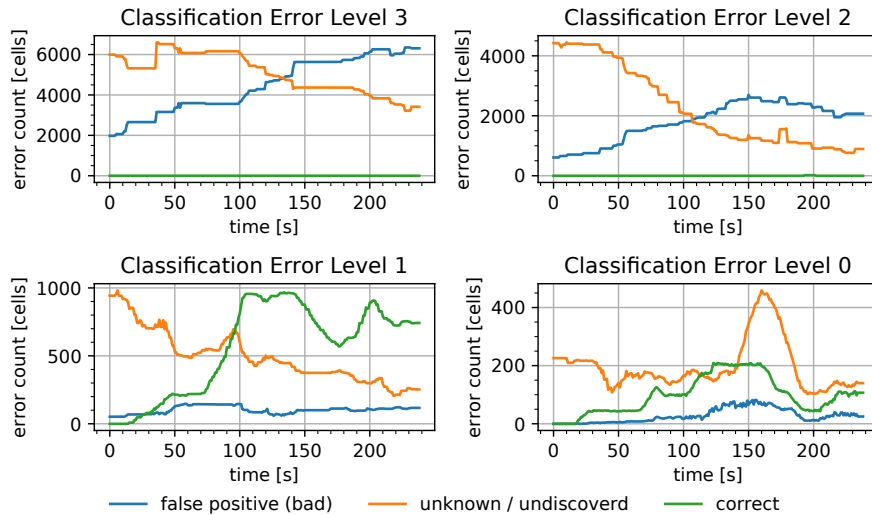 Classification Error Level 3
error count [cells]
6000
4000
2000
0
0
50
100
150
200
time [s]
Classification Error Level 2
error count [cells]
4000
2000
0
0
50
100
150
200
time [s]
Classification Error Level 1
error count [cells]
1000
500
0
0
50
100
150
200
time [s]
Classification Error Level 0
error count [cells]
400
200
0
0
50
100
150
200
time [s]
false positive (bad)
unknown / undiscoverd
correct